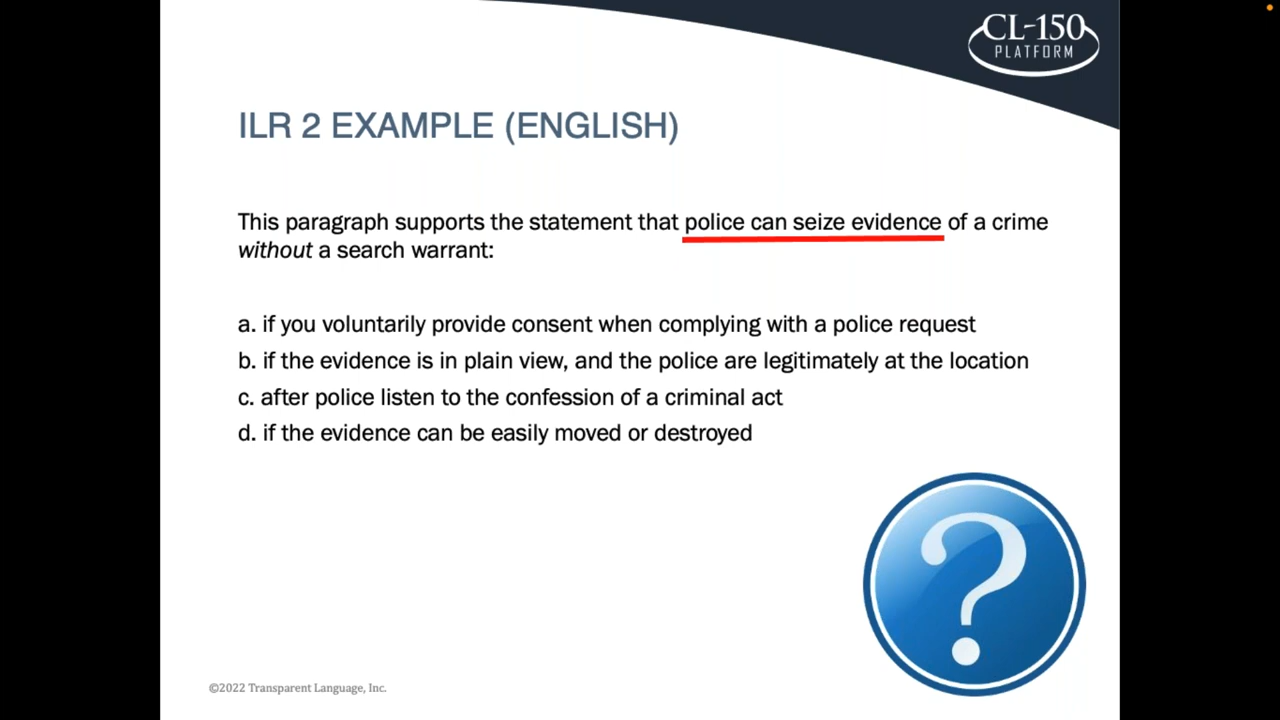 CL-150
PLATFORM
ILR 2 EXAMPLE (ENGLISH)
This paragraph supports the statement that police can seize evidence of a crime
without a search warrant:
a. if you voluntarily provide consent when complying with a police request
b. if the evidence is in plain view, and the police are legitimately at the location
c. after police listen to the confession of a criminal act
d. if the evidence can be easily moved or destroyed
?
©2022 Transparent Language, Inc.